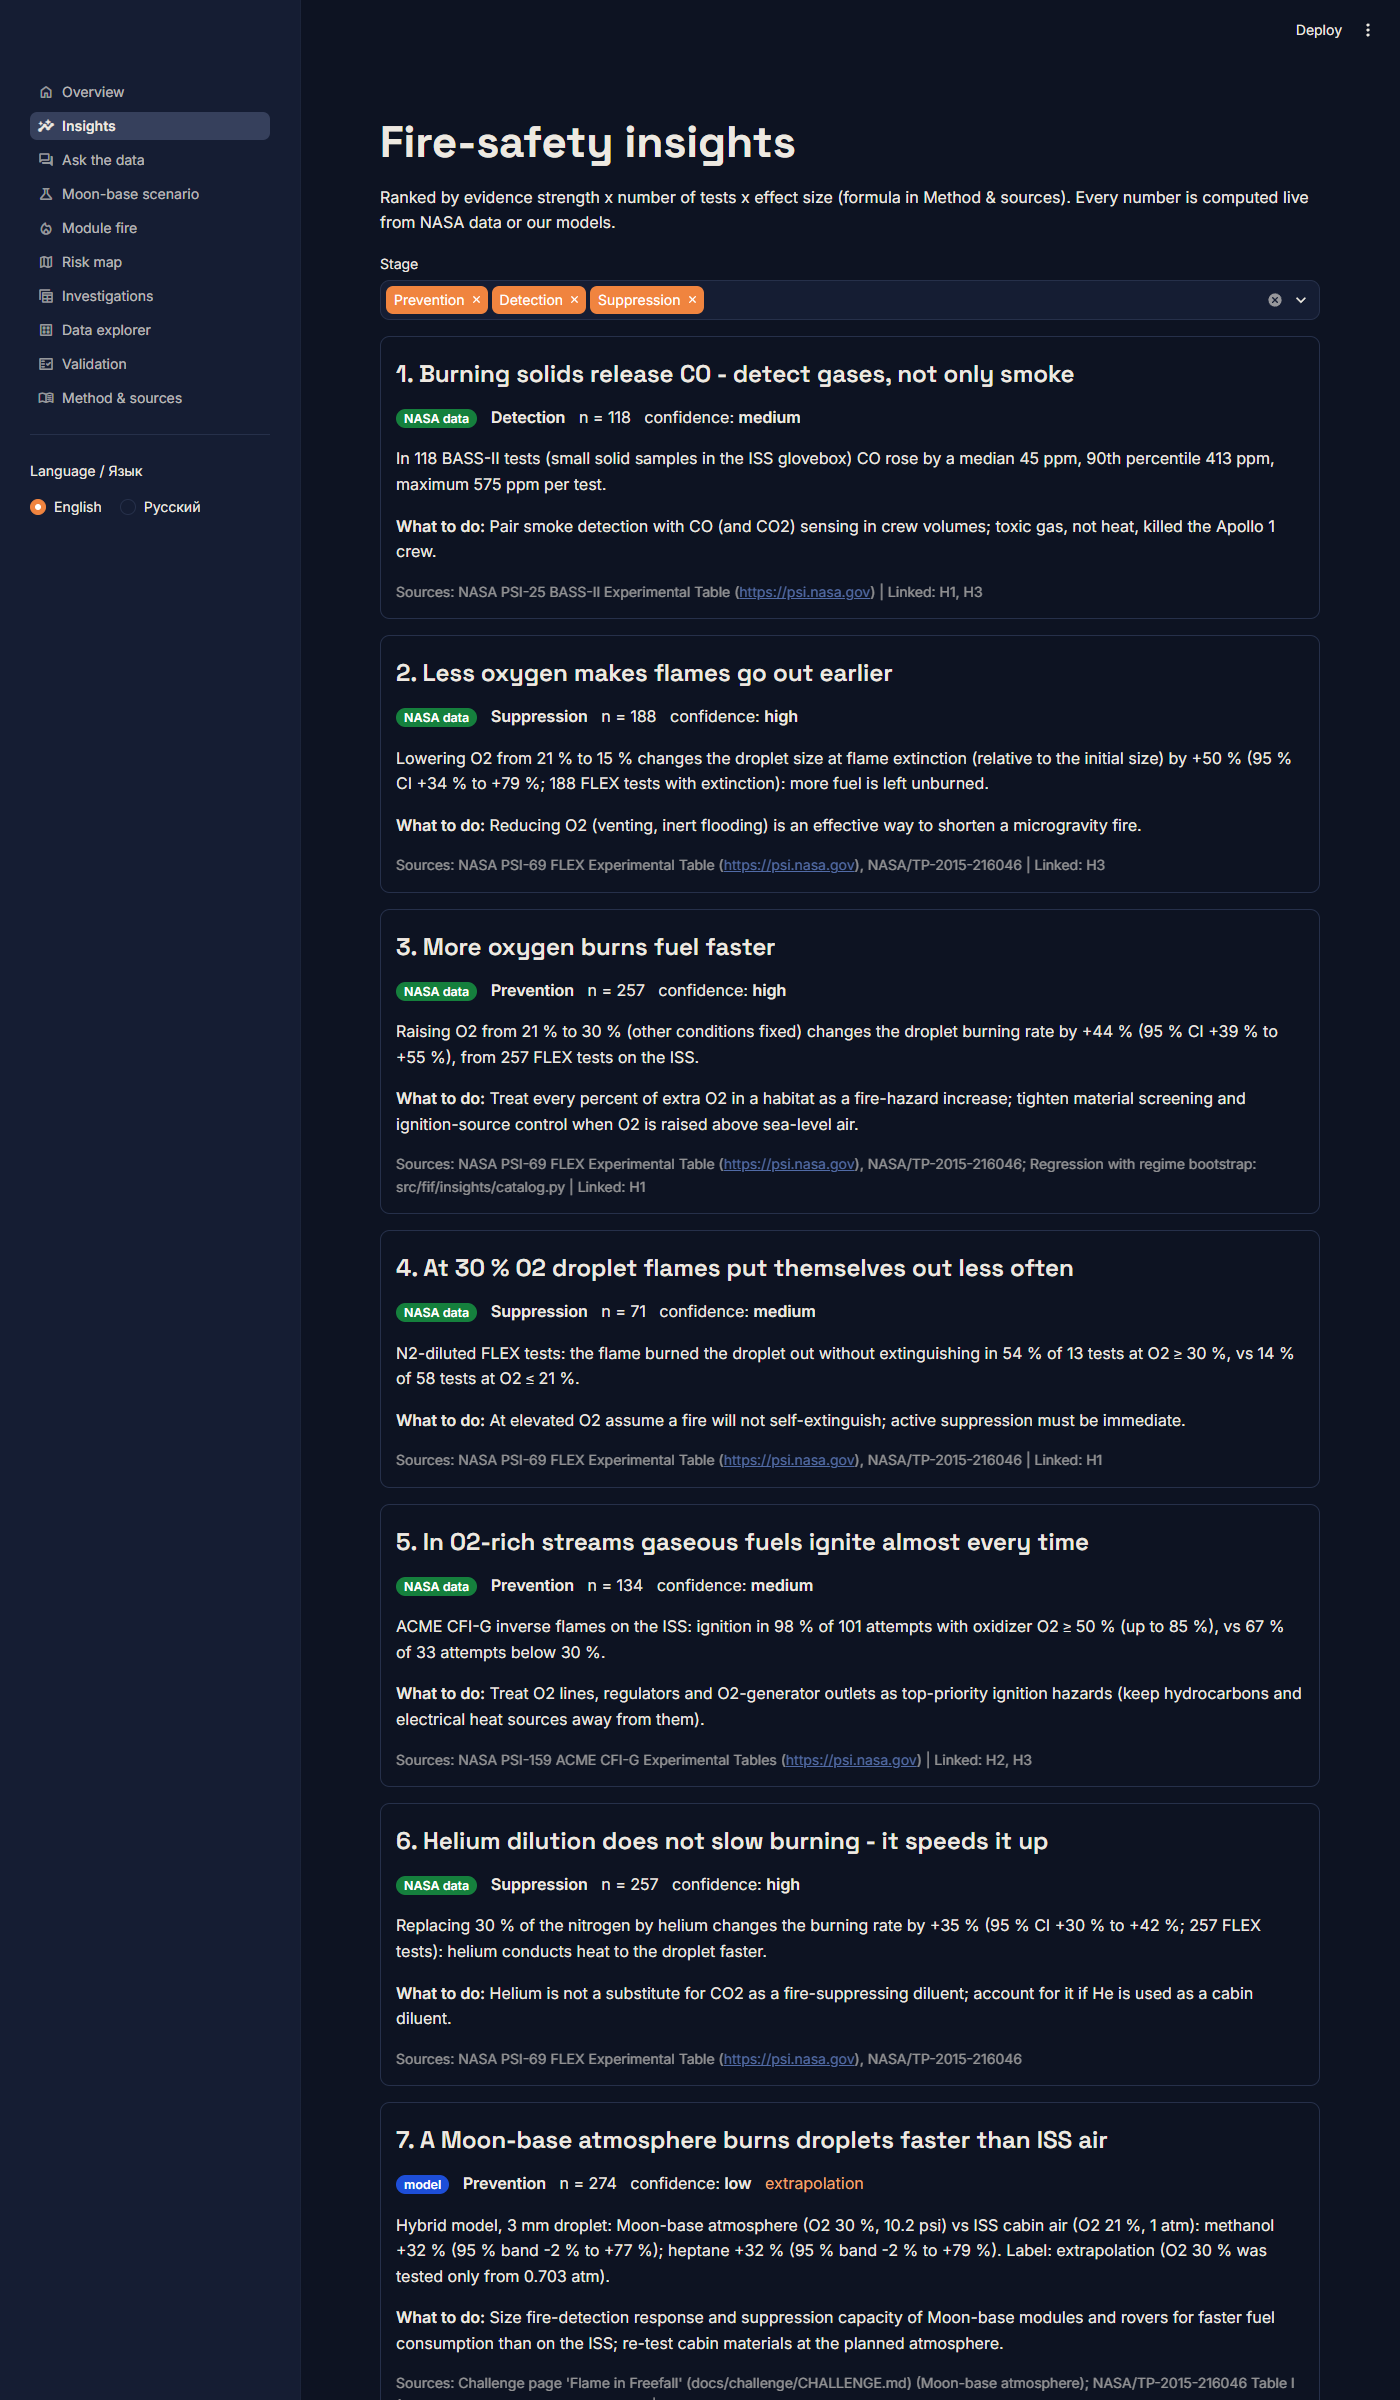 Deploy
Overview
Insights
Ask the data
Moon-base scenario
Module fire
Risk map
Investigations
Data explorer
Validation
Method & sources
Language / Язык
English Русский
Fire-safety insights
Ranked by evidence strength x number of tests x effect size (formula in Method & sources). Every number is computed live
from NASA data or our models.
Stage
Prevention × Detection × Suppression ×
1. Burning solids release CO - detect gases, not only smoke
NASA data Detection n = 118 confidence: medium
In 118 BASS-II tests (small solid samples in the ISS glovebox) CO rose by a median 45 ppm, 90th percentile 413 ppm,
maximum 575 ppm per test.
What to do: Pair smoke detection with CO (and CO2) sensing in crew volumes; toxic gas, not heat, killed the Apollo 1
crew.
Sources: NASA PSI-25 BASS-II Experimental Table (https://psi.nasa.gov) | Linked: H1, H3
2. Less oxygen makes flames go out earlier
NASA data Suppression n = 188 confidence: high
Lowering O2 from 21 % to 15 % changes the droplet size at flame extinction (relative to the initial size) by +50 % (95 %
CI +34 % to +79 %; 188 FLEX tests with extinction): more fuel is left unburned.
What to do: Reducing O2 (venting, inert flooding) is an effective way to shorten a microgravity fire.
Sources: NASA PSI-69 FLEX Experimental Table (https://psi.nasa.gov), NASA/TP-2015-216046 | Linked: H3
3. More oxygen burns fuel faster
NASA data Prevention n = 257 confidence: high
Raising O2 from 21 % to 30 % (other conditions fixed) changes the droplet burning rate by +44 % (95 % CI +39 % to
+55 %), from 257 FLEX tests on the ISS.
What to do: Treat every percent of extra O2 in a habitat as a fire-hazard increase; tighten material screening and
ignition-source control when O2 is raised above sea-level air.
Sources: NASA PSI-69 FLEX Experimental Table (https://psi.nasa.gov), NASA/TP-2015-216046; Regression with regime bootstrap:
src/fif/insights/catalog.py | Linked: H1
4. At 30 % O2 droplet flames put themselves out less often
NASA data Suppression n = 71 confidence: medium
N2-diluted FLEX tests: the flame burned the droplet out without extinguishing in 54 % of 13 tests at O2 ≥ 30 %, vs 14 %
of 58 tests at O2 ≤ 21 %.
What to do: At elevated O2 assume a fire will not self-extinguish; active suppression must be immediate.
Sources: NASA PSI-69 FLEX Experimental Table (https://psi.nasa.gov), NASA/TP-2015-216046 | Linked: H1
5. In O2-rich streams gaseous fuels ignite almost every time
NASA data Prevention n = 134 confidence: medium
ACME CFI-G inverse flames on the ISS: ignition in 98 % of 101 attempts with oxidizer O2 ≥ 50 % (up to 85 %), vs 67 %
of 33 attempts below 30 %.
What to do: Treat O2 lines, regulators and O2-generator outlets as top-priority ignition hazards (keep hydrocarbons and
electrical heat sources away from them).
Sources: NASA PSI-159 ACME CFI-G Experimental Tables (https://psi.nasa.gov) | Linked: H2, H3
6. Helium dilution does not slow burning - it speeds it up
NASA data Suppression n = 257 confidence: high
Replacing 30 % of the nitrogen by helium changes the burning rate by +35 % (95 % CI +30 % to +42 %; 257 FLEX
tests): helium conducts heat to the droplet faster.
What to do: Helium is not a substitute for CO2 as a fire-suppressing diluent; account for it if He is used as a cabin
diluent.
Sources: NASA PSI-69 FLEX Experimental Table (https://psi.nasa.gov), NASA/TP-2015-216046
7. A Moon-base atmosphere burns droplets faster than ISS air
model Prevention n = 274 confidence: low extrapolation
Hybrid model, 3 mm droplet: Moon-base atmosphere (O2 30 %, 10.2 psi) vs ISS cabin air (O2 21 %, 1 atm): methanol
+32 % (95 % band -2 % to +77 %); heptane +32 % (95 % band -2 % to +79 %). Label: extrapolation (O2 30 % was
tested only from 0.703 atm).
What to do: Size fire-detection response and suppression capacity of Moon-base modules and rovers for faster fuel
consumption than on the ISS; re-test cabin materials at the planned atmosphere.
Sources: Challenge page 'Flame in Freefall' (docs/challenge/CHALLENGE.md) (Moon-base atmosphere); NASA/TP-2015-216046 Table I